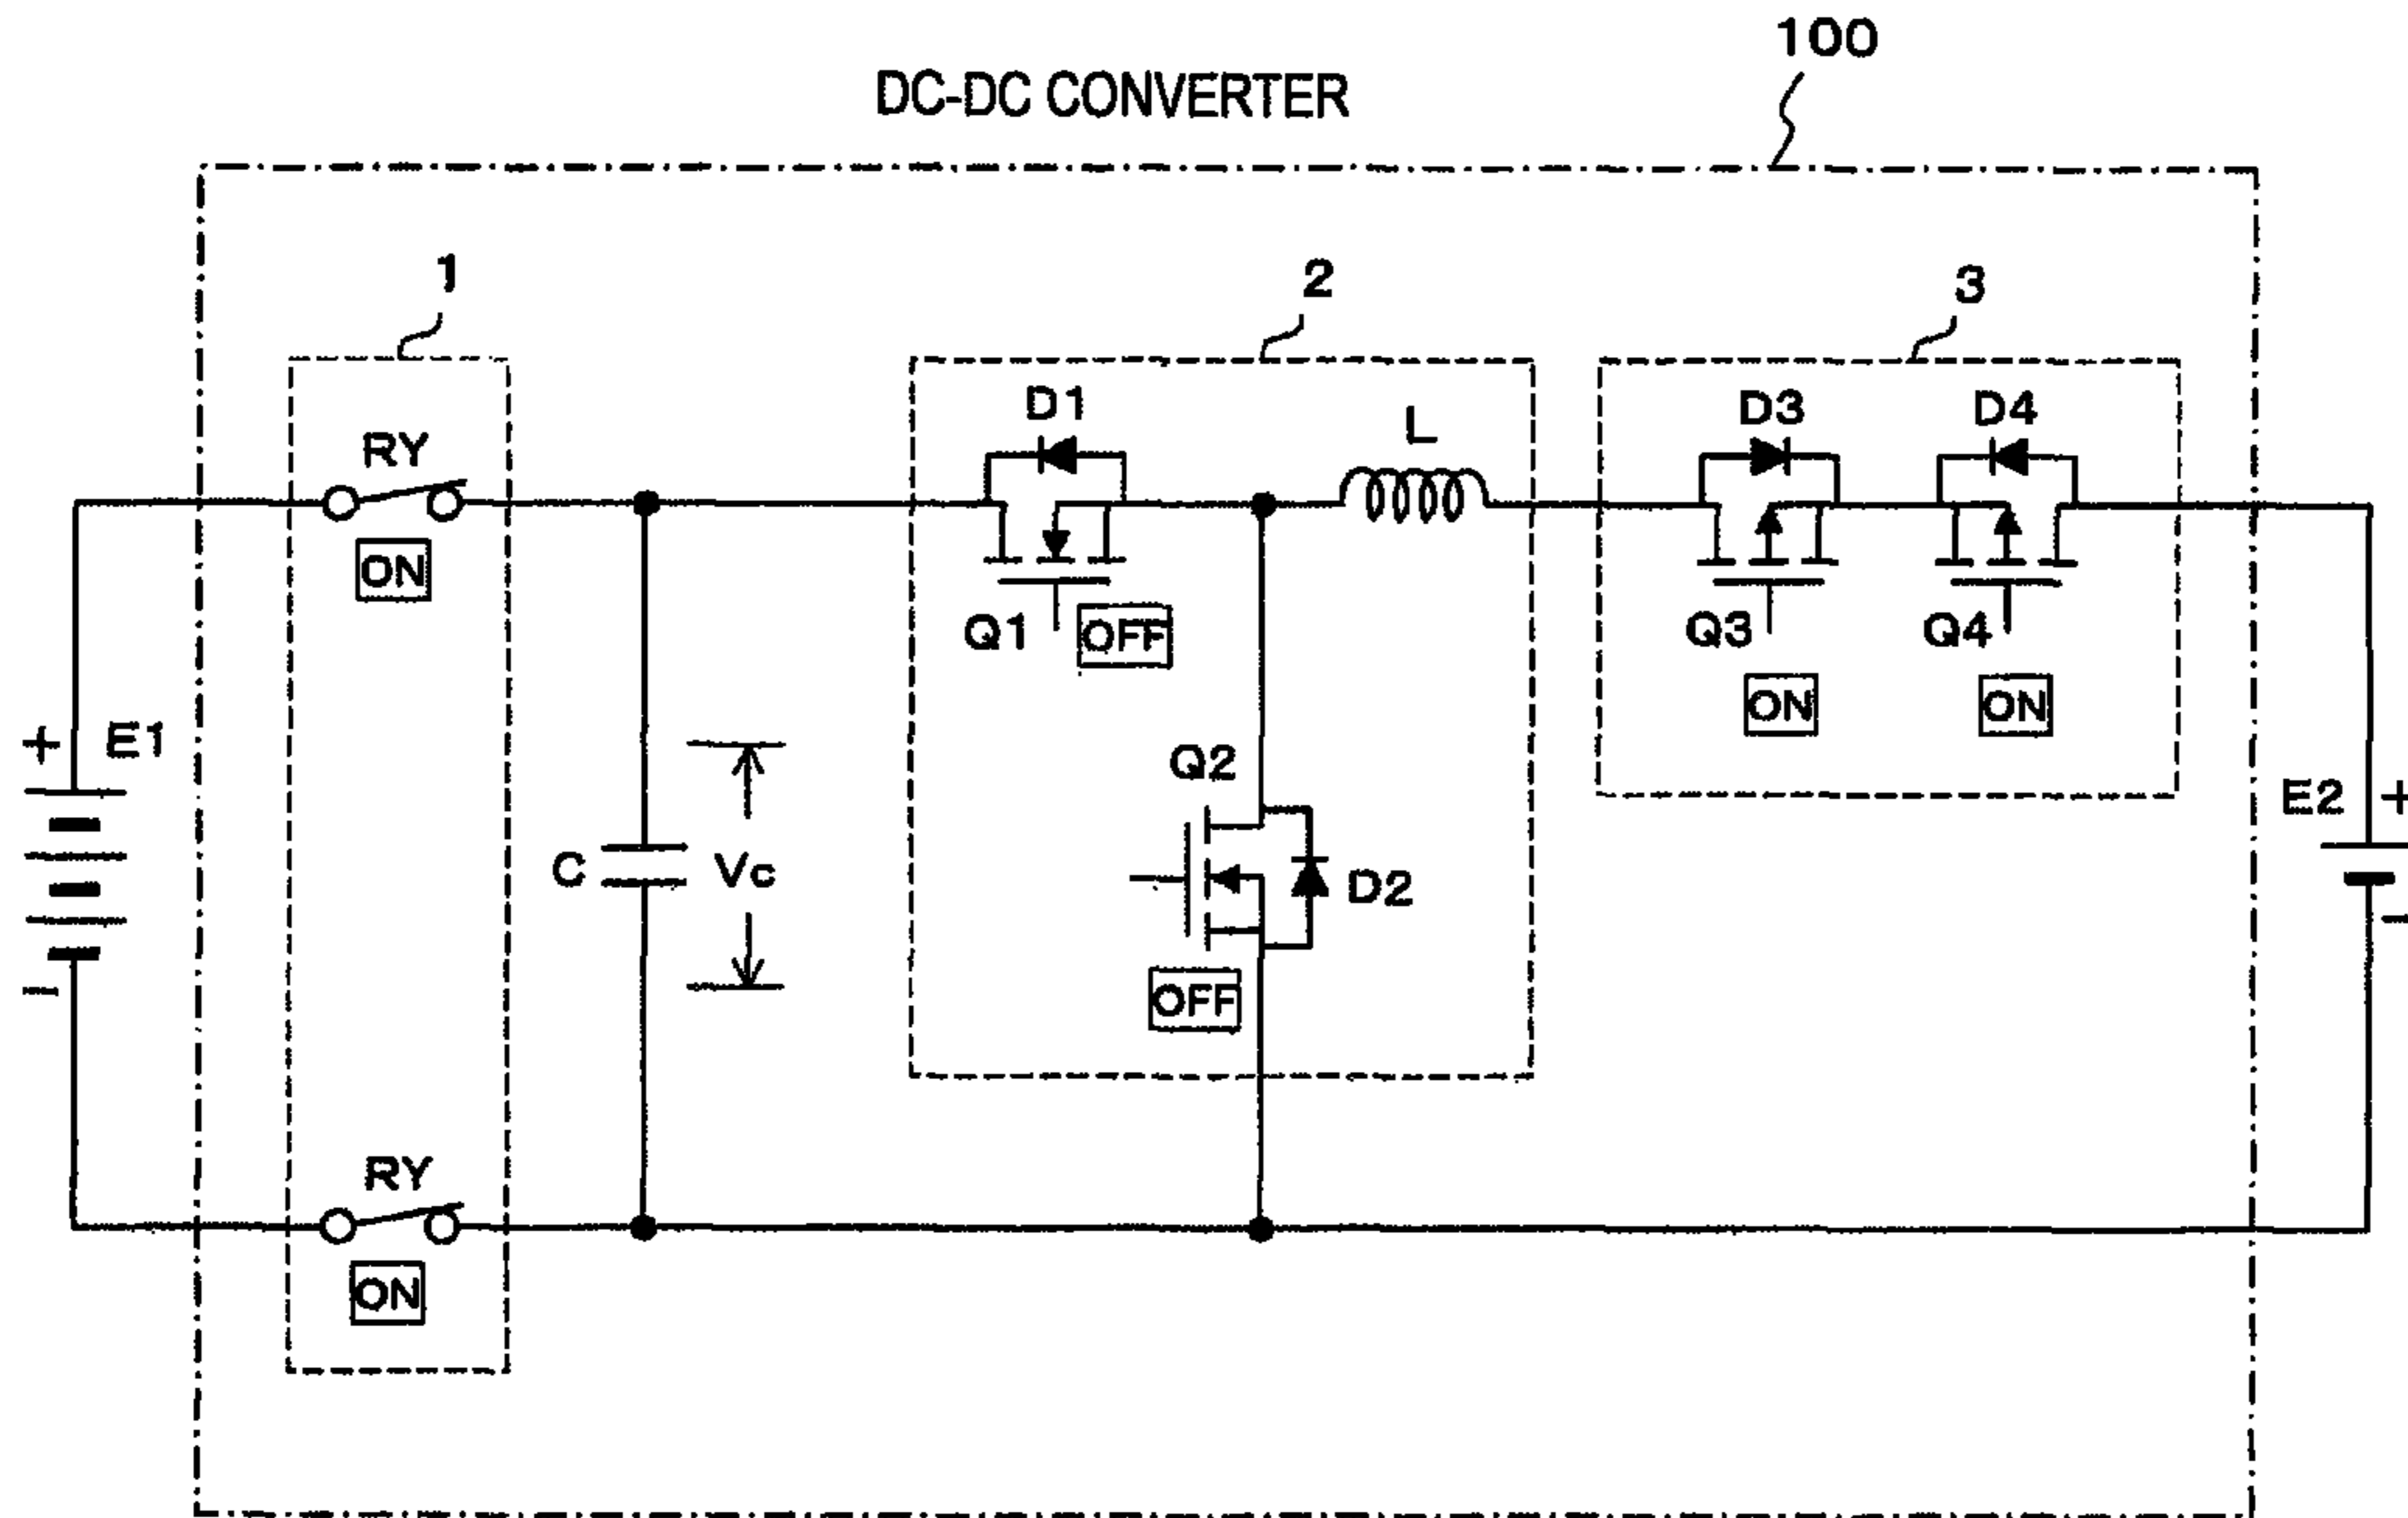 100
DC-DC CONVERTER
1
2
3
D1
L
D3
D4
RY
ON
Q1
OFF
Q3
Q4
ON
ON
+
E1
Q2
E2
+
C
Vc
D2
-
-
OFF
RY
ON